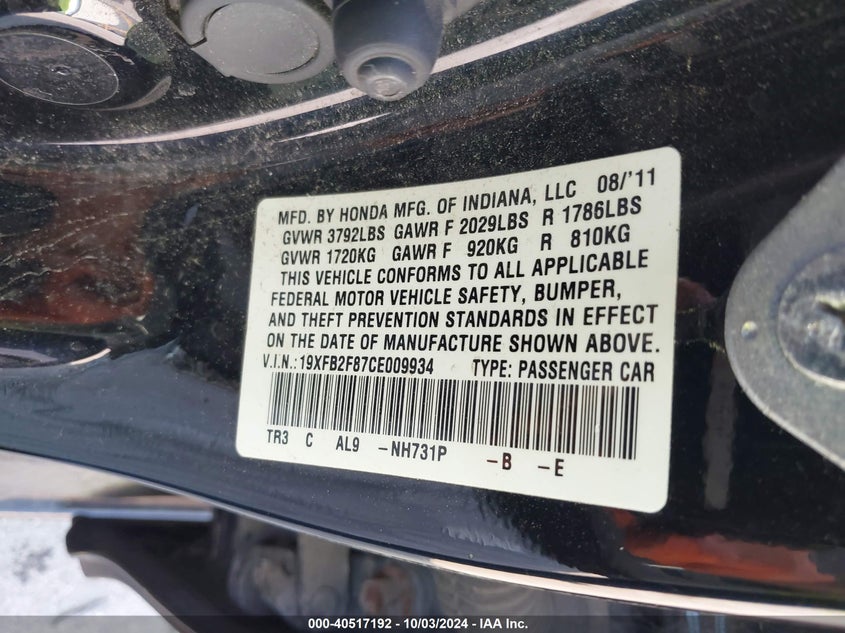 MFD. BY HONDA MFG. OF INDIANA, LLC 08/'11
GVWR 3792LBS GAWR F 2029LBS R 1786LBS
GVWR 1720KG GAWR F 920KG R 810KG
THIS VEHICLE CONFORMS TO ALL APPLICABLE
FEDERAL MOTOR VEHICLE SAFETY, BUMPER,
AND THEFT PREVENTION STANDARDS IN EFFECT
ON THE DATE OF MANUFACTURE SHOWN ABOVE.
V.I.N.:19XFB2F87CE009934 TYPE: PASSENGER CAR
TR3 C AL9 -NH731P -B -E
000-40517192 - 10/03/2024 - IAA Inc.